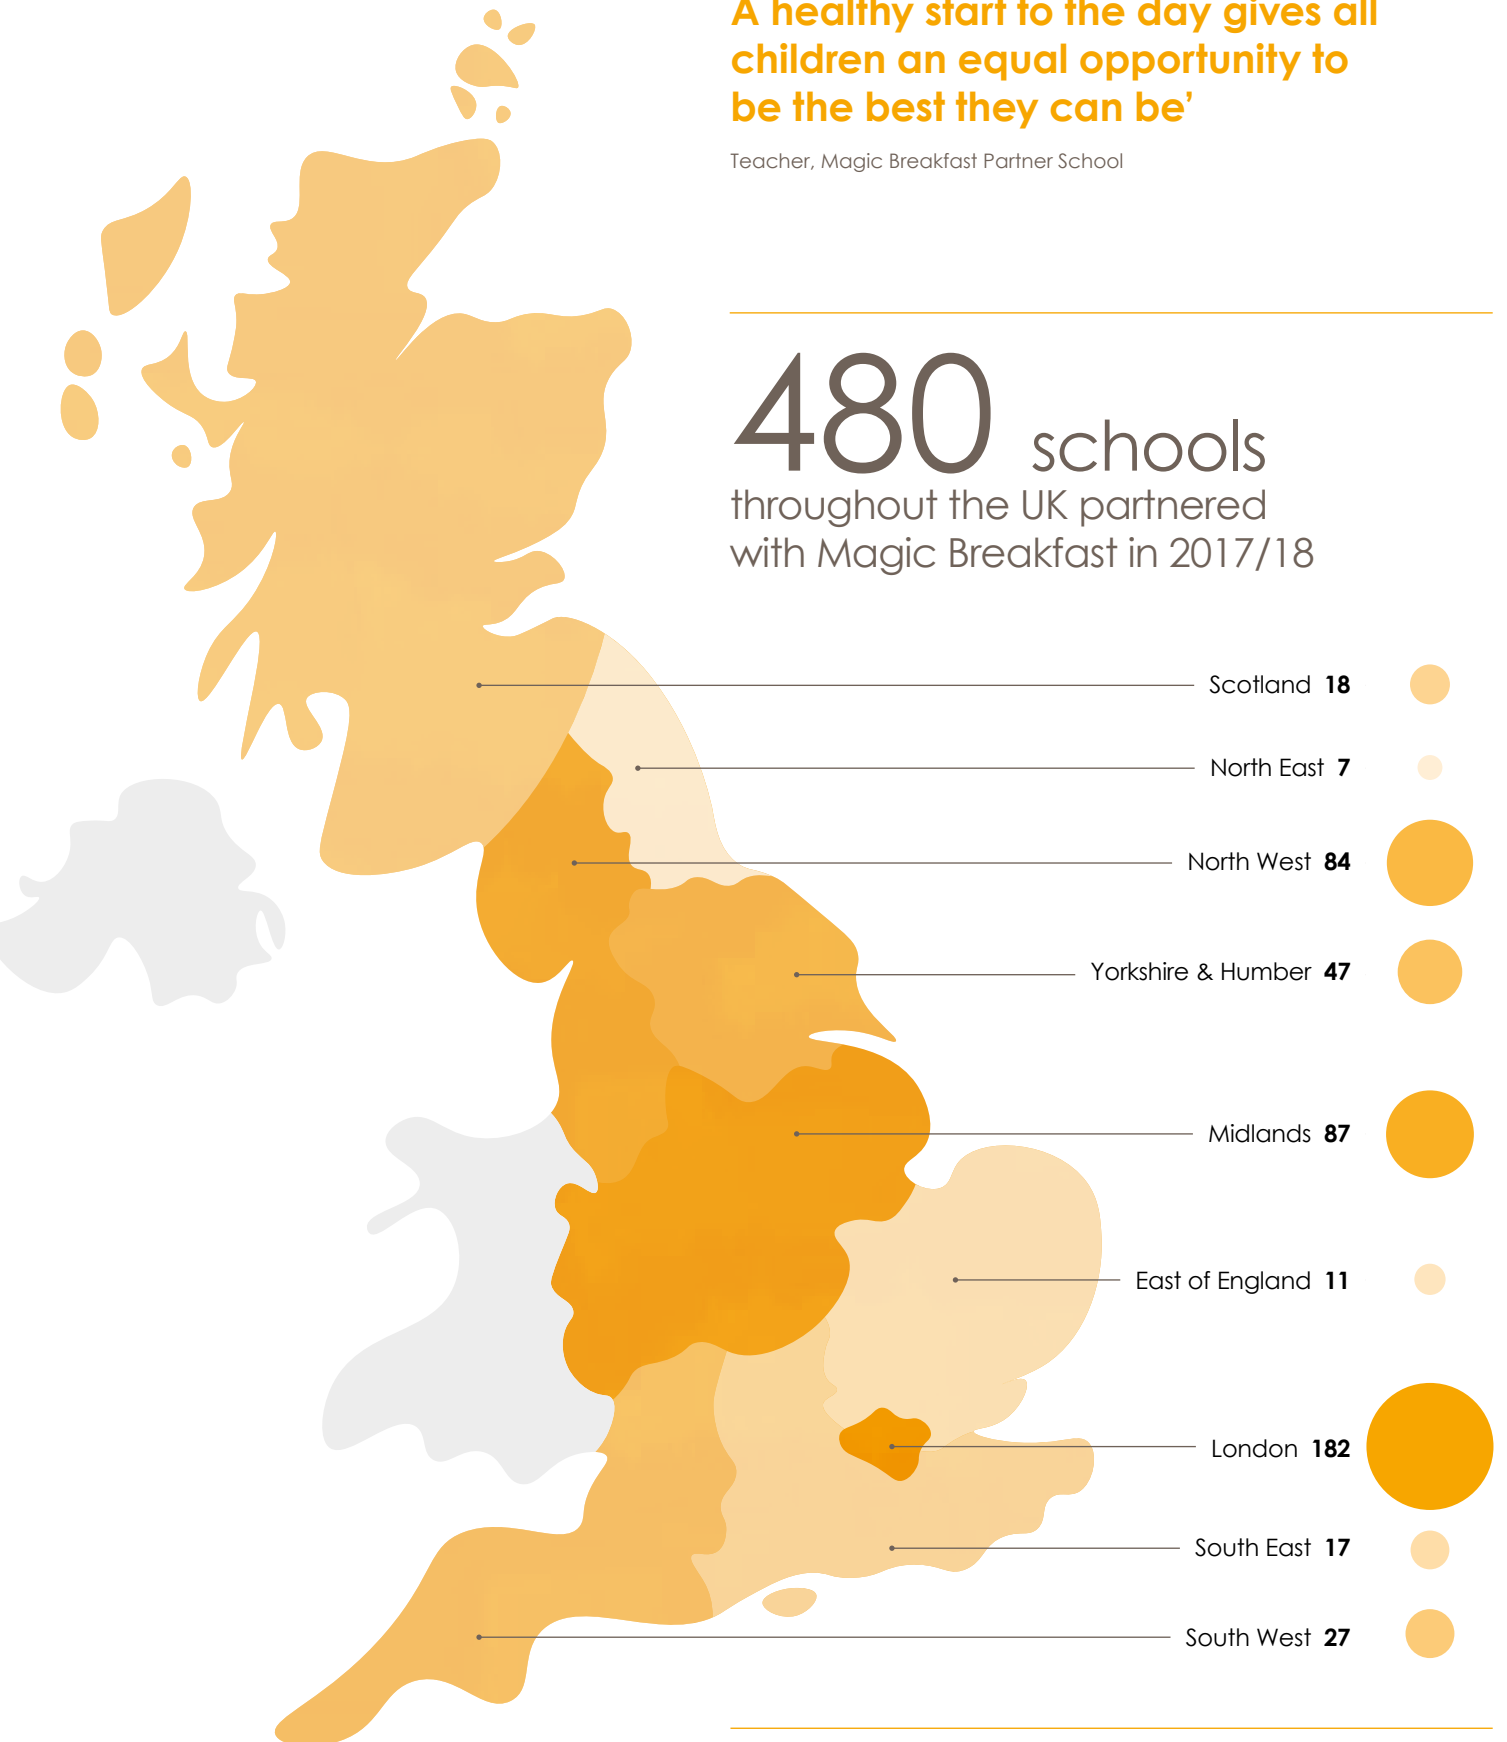 A healthy start to the day gives all
children an equal opportunity to
be the best they can be’
Teacher, Magic Breakfast Partner School
480 schools
throughout the UK partnered
with Magic Breakfast in 2017/18
Scotland 18
North East 7
North West 84
Yorkshire & Humber 47
Midlands 87
East of England 11
London 182
South East 17
South West 27